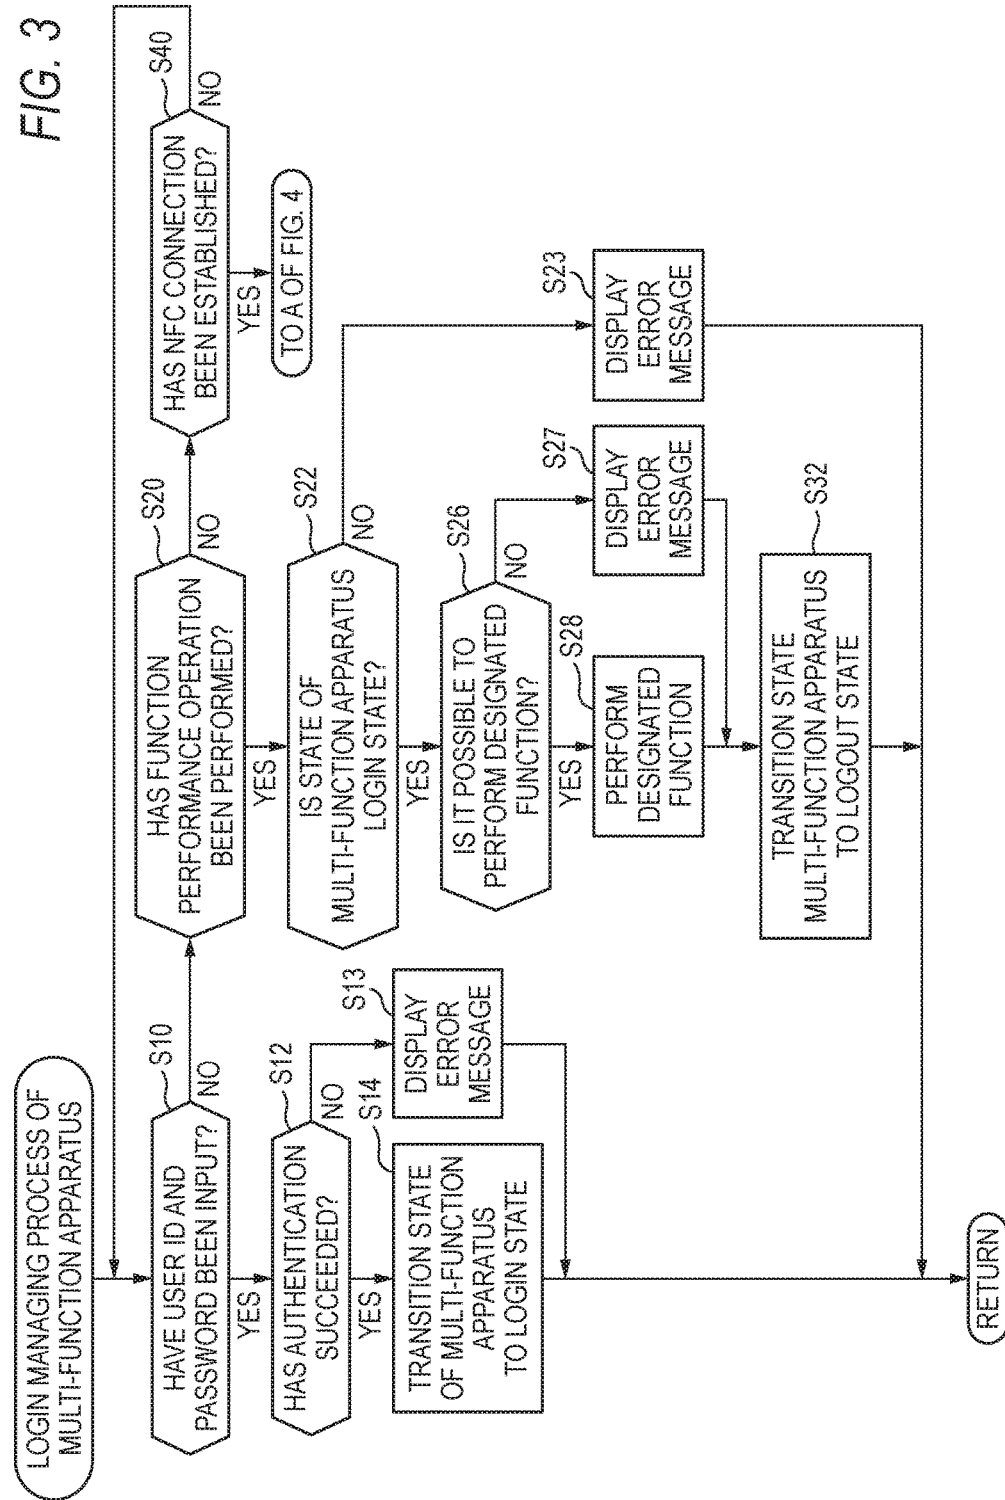 FIG. 3
LOGIN MANAGING PROCESS OF
MULTI-FUNCTION APPARATUS
S10
HAVE USER ID AND
PASSWORD BEEN INPUT?
NO
YES
S12
HAS AUTHENTICATION
SUCCEEDED?
NO
YES
S13
DISPLAY
ERROR
MESSAGE
S14
TRANSITION STATE
OF MULTI-FUNCTION
APPARATUS
TO LOGIN STATE
S20
HAS FUNCTION
PERFORMANCE OPERATION
BEEN PERFORMED?
NO
YES
S22
IS STATE OF
MULTI-FUNCTION APPARATUS
LOGIN STATE?
NO
YES
S26
IS IT POSSIBLE TO
PERFORM DESIGNATED
FUNCTION?
NO
YES
S28
PERFORM
DESIGNATED
FUNCTION
S27
DISPLAY
ERROR
MESSAGE
S23
DISPLAY
ERROR
MESSAGE
S32
TRANSITION STATE
MULTI-FUNCTION APPARATUS
TO LOGOUT STATE
S40
HAS NFC CONNECTION
BEEN ESTABLISHED?
NO
YES
TO A OF FIG. 4
RETURN